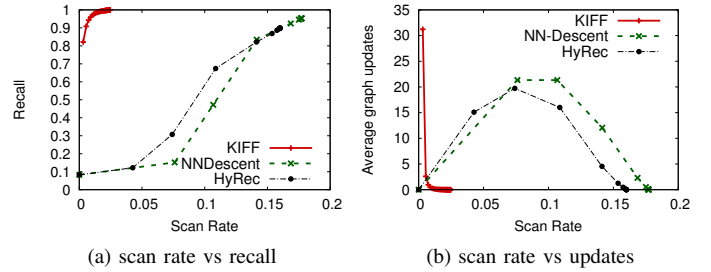 1
0.9
0.8
0.7
0.6
0.5
0.4
0.3
0.2
0.1
0
Recall
0
0.05
0.1
0.15
0.2
Scan Rate
KIFF
NNDescent
HyRec
(a) scan rate vs recall
35
30
25
20
15
10
5
0
Average graph updates
0
0.05
0.1
0.15
0.2
Scan Rate
KIFF
NN-Descent
HyRec
(b) scan rate vs updates